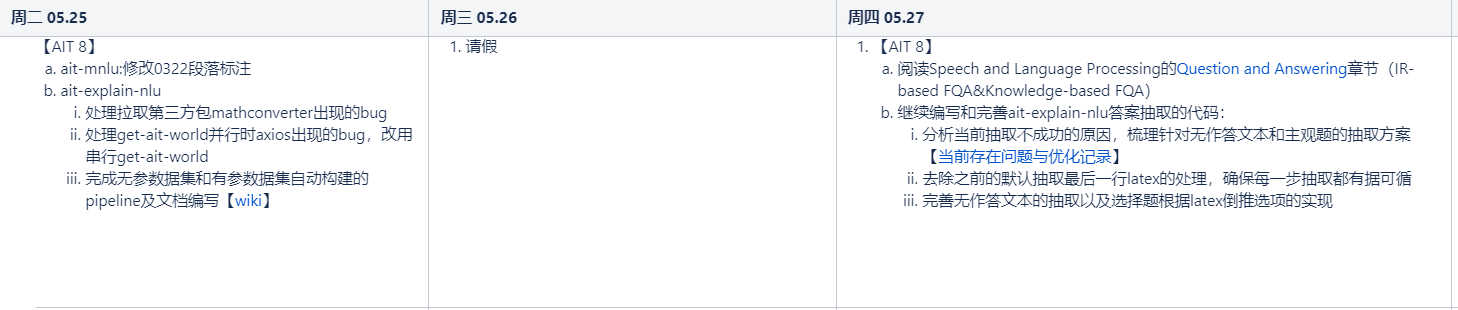 周二 05.25
【AIT 8】
a. ait-mnlu:修改0322段落标注
b. ait-explain-nlu
i. 处理拉取第三方包mathconverter出现的bug
ii. 处理get-ait-world并行时axios出现的bug，改用
串行get-ait-world
iii. 完成无参数据集和有参数据集自动构建的
pipeline及文档编写【wiki】
周三 05.26
1. 请假
周四 05.27
1. 【AIT 8】
a. 阅读Speech and Language Processing的Question and Answering章节（IR-
based FQA&Knowledge-based FQA）
b. 继续编写和完善ait-explain-nlu答案抽取的代码：
i. 分析当前抽取不成功的原因，梳理针对无作答文本和主观题的抽取方案
【当前存在问题与优化记录】
ii. 去除之前的默认抽取最后一行latex的处理，确保每一步抽取都有据可循
iii. 完善无作答文本的抽取以及选择题根据latex倒推选项的实现